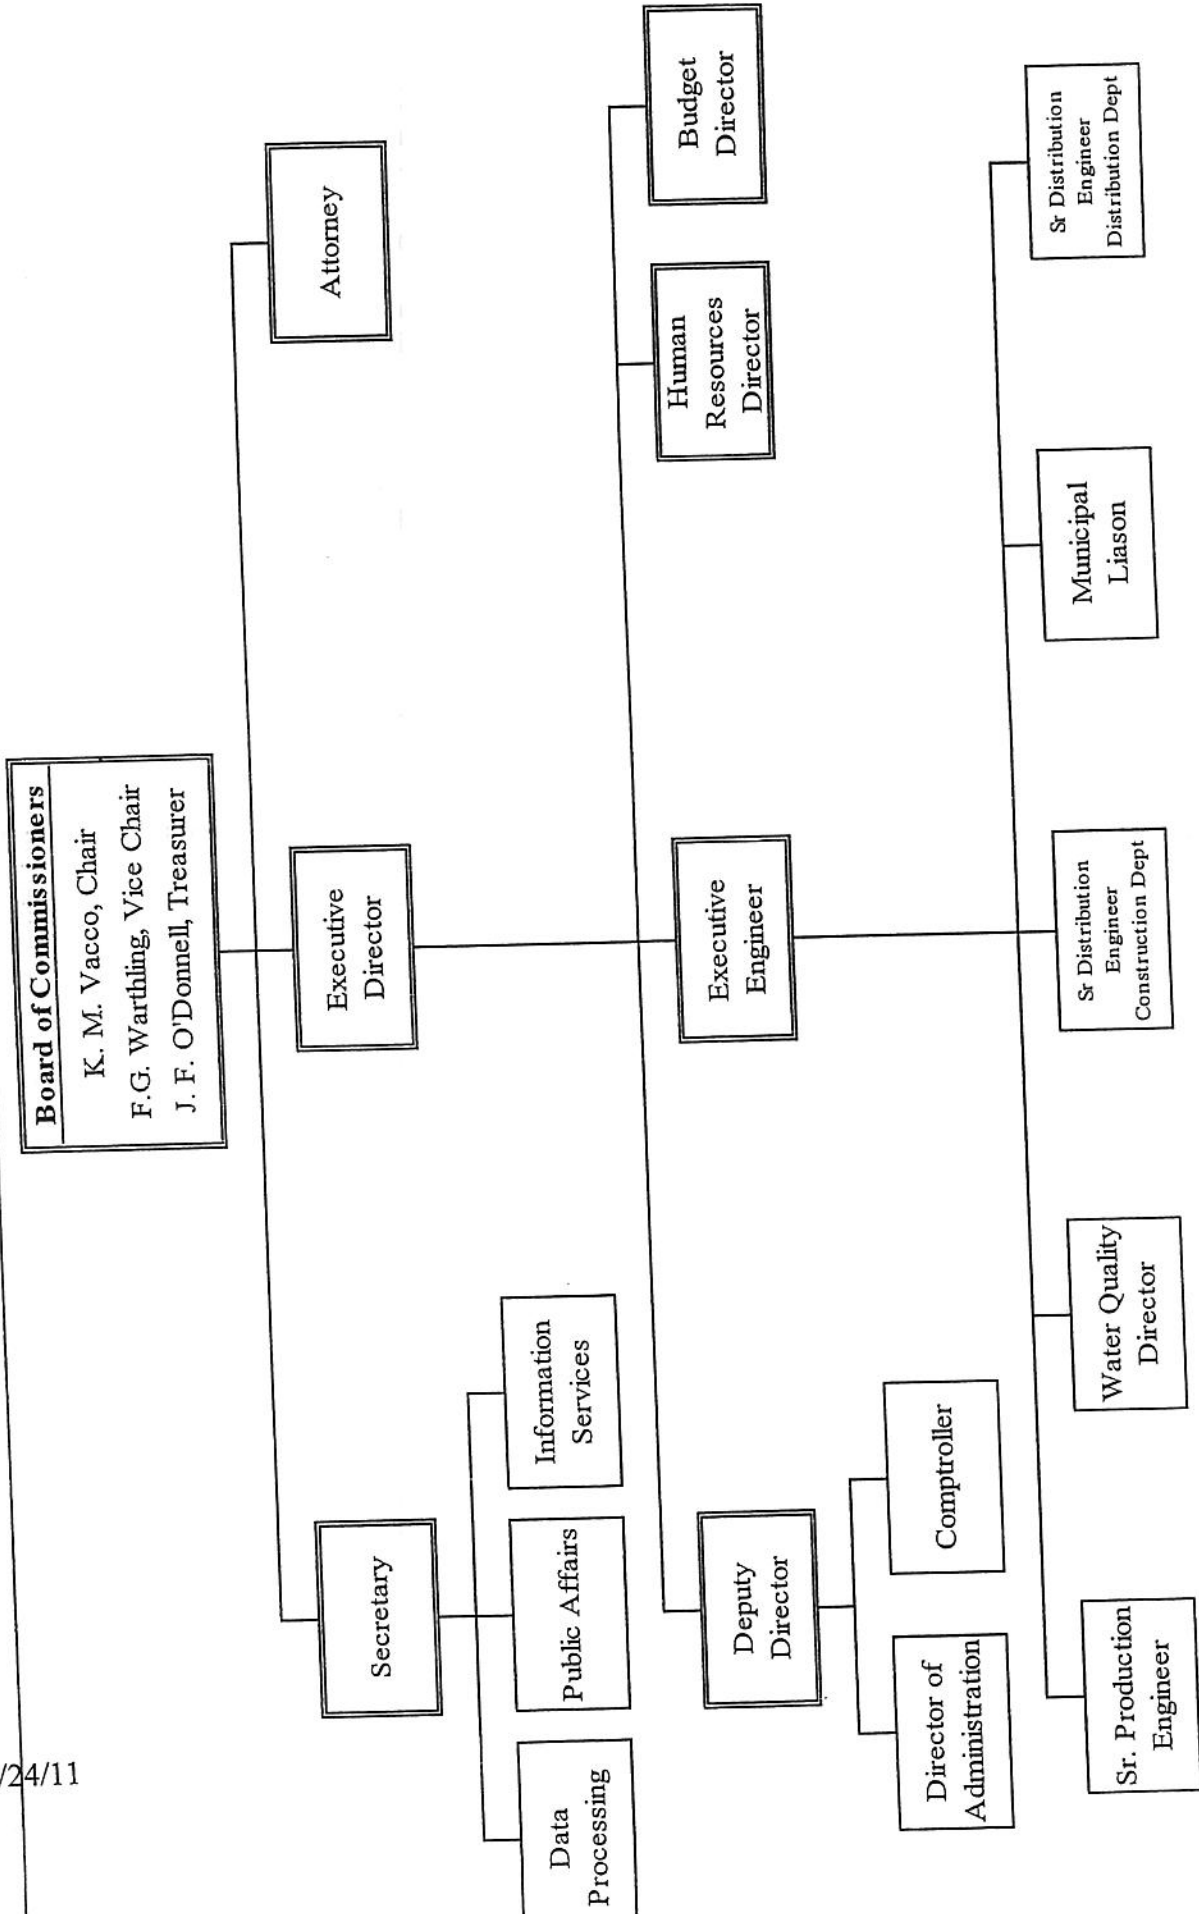 Board of Commissioners
K. M. Vacco, Chair
F.G. Warthling, Vice Chair
J. F. O'Donnell, Treasurer
Secretary
Executive
Director
Attorney
Data
Processing
Public Affairs
Information
Services
Deputy
Director
Executive
Engineer
Human
Resources
Director
Budget
Director
Director of
Administration
Comptroller
Sr. Production
Engineer
Water Quality
Director
Sr Distribution
Engineer
Construction Dept
Municipal
Liason
Sr Distribution
Engineer
Distribution Dept
/24/11